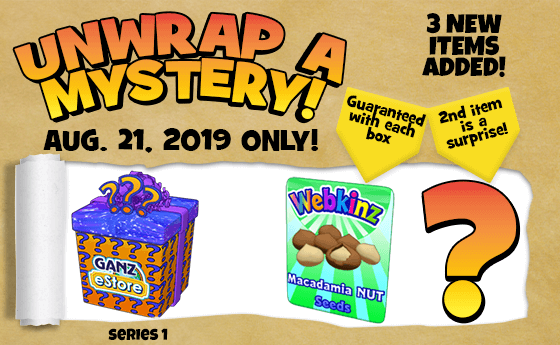 UNWRAP A
MYSTERY!
AUG. 21, 2019 ONLY!
3 NEW
ITEMS
ADDED!
Guaranteed
with each
box
2nd item
is a
surprise!
???
GANZ
eStore
SERIES 1
Webkinz
Macadamia NUT
Seeds
?